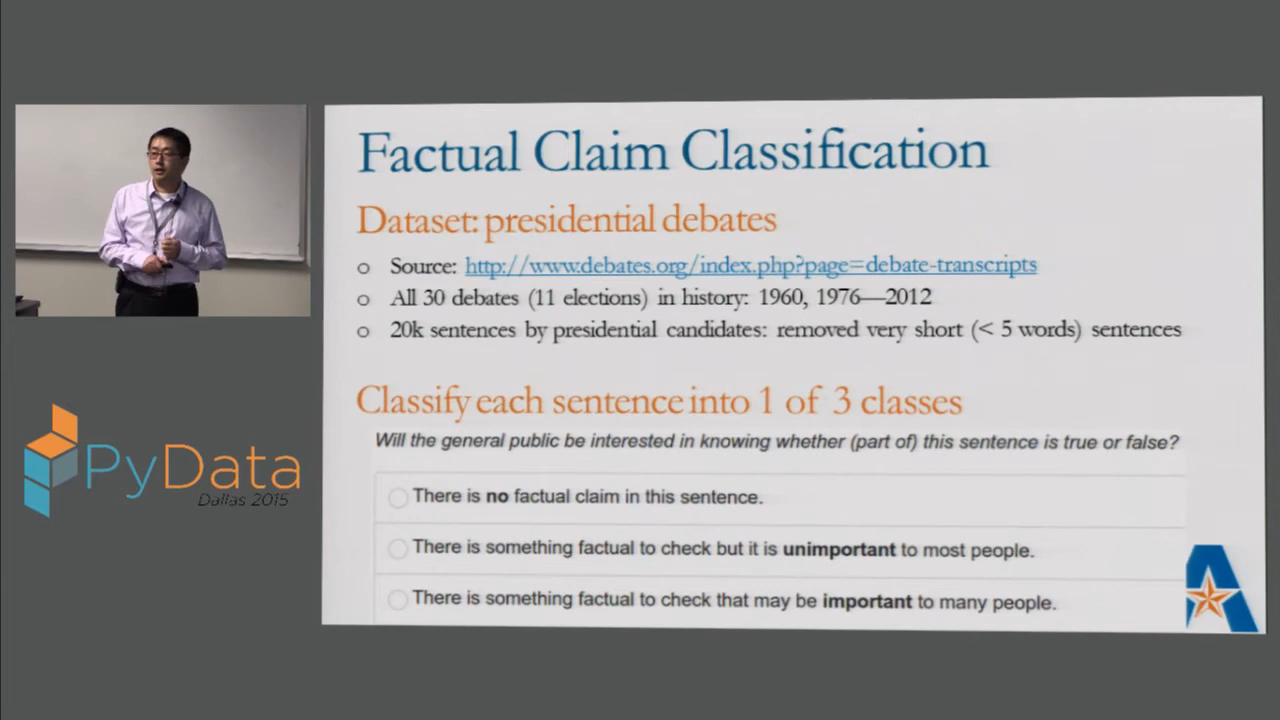 Factual Claim Classification
Dataset: presidential debates
Source: http://www.debates.org/index.php?page=debate-transcripts
All 30 debates (11 elections) in history: 1960, 1976—2012
20k sentences by presidential candidates: removed very short (< 5 words) sentences
Classify each sentence into 1 of 3 classes
Will the general public be interested in knowing whether (part of) this sentence is true or false?
There is no factual claim in this sentence.
There is something factual to check but it is unimportant to most people.
There is something factual to check that may be important to many people.
PyData
Dallas 2015
A